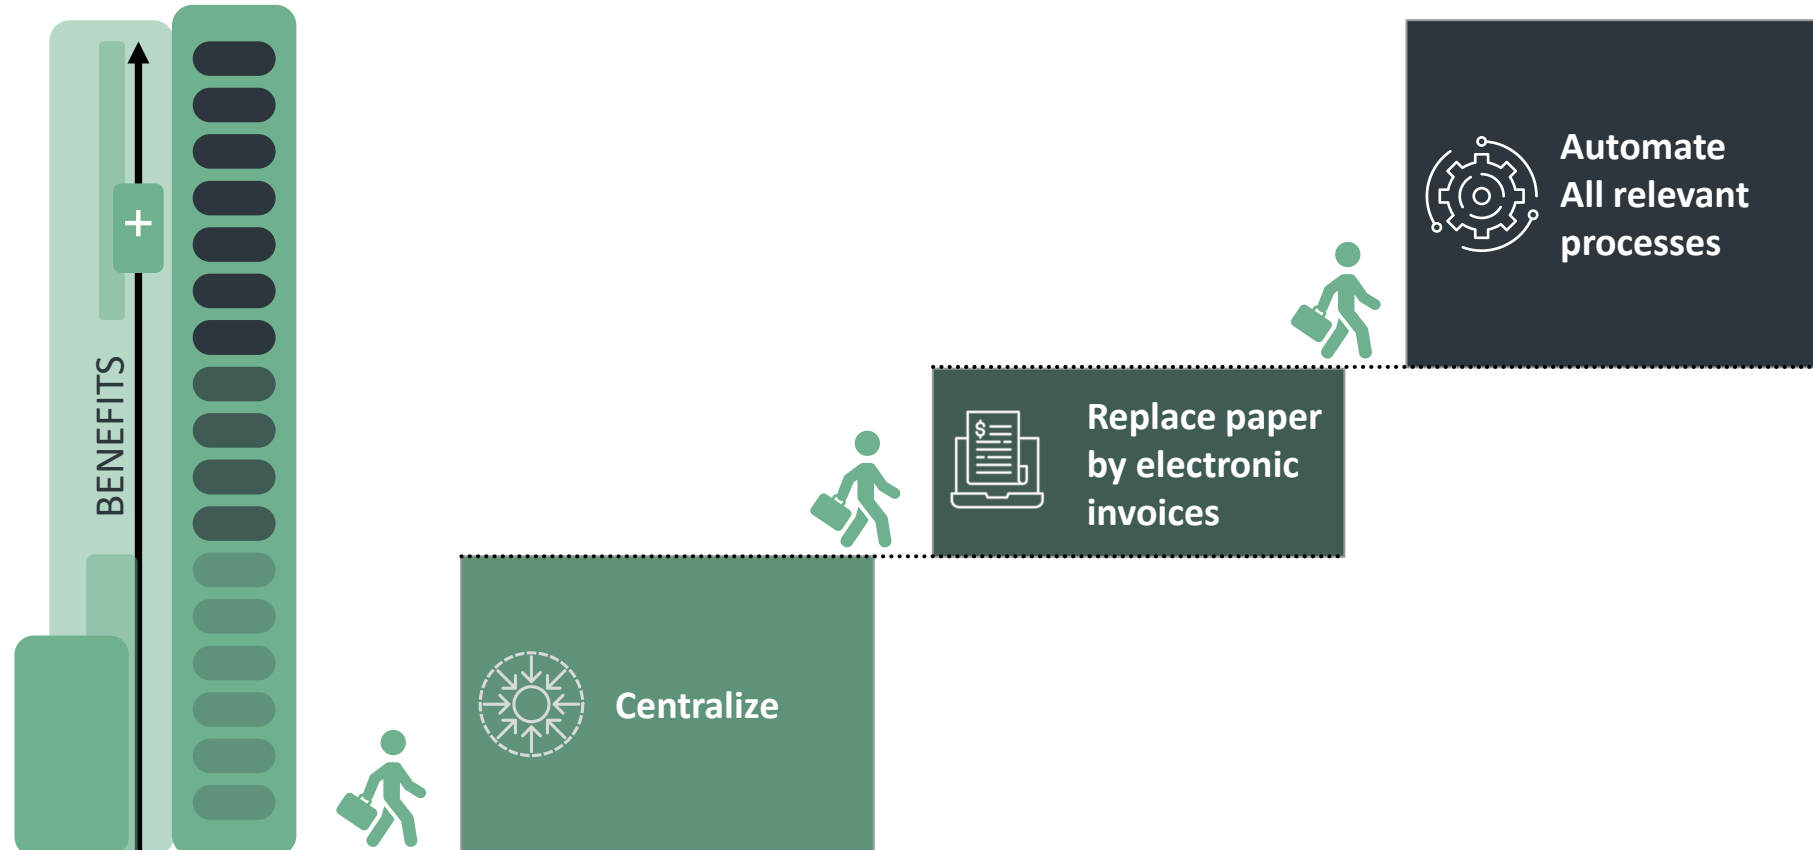 BENEFITS
+
Automate
All relevant
processes
Replace paper
by electronic
invoices
$
Centralize